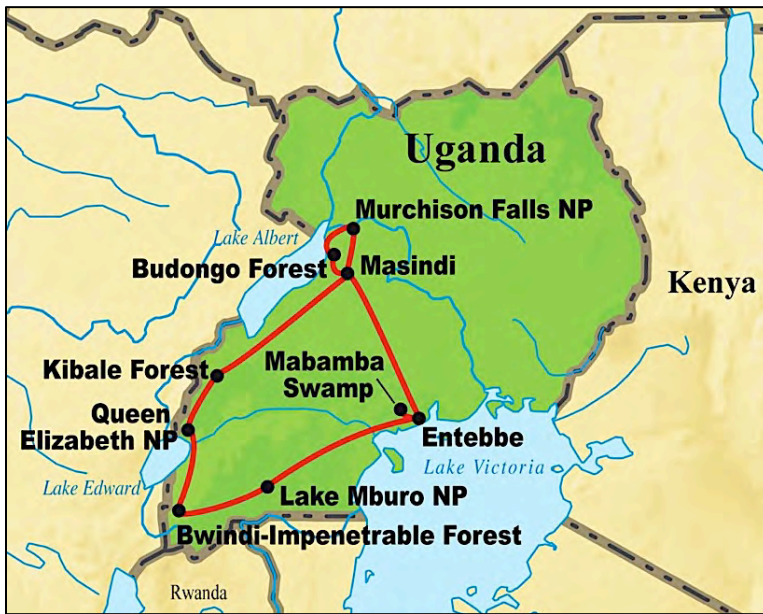 Uganda
Murchison Falls NP
Lake Albert
Budongo Forest
Masindi
Kenya
Kibale Forest
Mabamba
Swamp
Queen
Elizabeth NP
Entebbe
Lake Victoria
Lake Edward
Lake Mburo NP
Bwindi-Impenetrable Forest
Rwanda